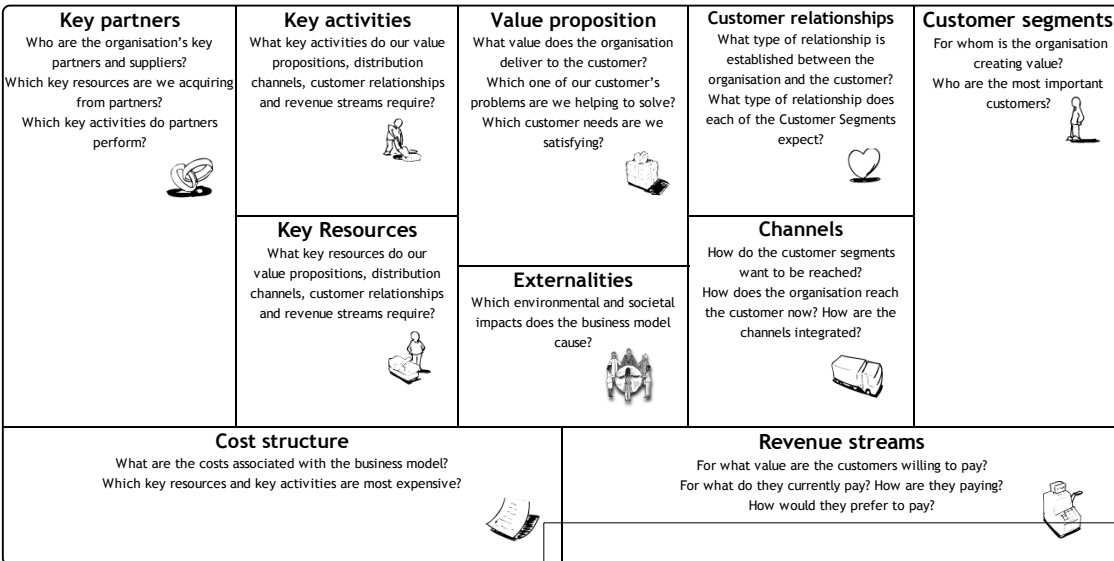 Key partners
Who are the organisation's key
partners and suppliers?
Which key resources are we acquiring
from partners?
Which key activities do partners
perform?
Key activities
What key activities do our value
propositions, distribution
channels, customer relationships
and revenue streams require?
Key Resources
What key resources do our
value propositions, distribution
channels, customer relationships
and revenue streams require?
Value proposition
What value does the organisation
deliver to the customer?
Which one of our customer's
problems are we helping to solve?
Which customer needs are we
satisfying?
Externalities
Which environmental and societal
impacts does the business model
cause?
Customer relationships
What type of relationship is
established between the
organisation and the customer?
What type of relationship does
each of the Customer Segments
expect?
Channels
How do the customer segments
want to be reached?
How does the organisation reach
the customer now? How are the
channels integrated?
Customer segments
For whom is the organisation
creating value?
Who are the most important
customers?
Cost structure
What are the costs associated with the business model?
Which key resources and key activities are most expensive?
Revenue streams
For what value are the customers willing to pay?
For what do they currently pay? How are they paying?
How would they prefer to pay?